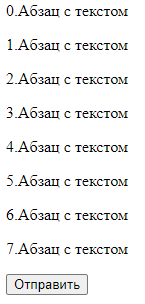 0.Абзац с текстом
1.Абзац с текстом
2.Абзац с текстом
3.Абзац с текстом
4.Абзац с текстом
5.Абзац с текстом
6.Абзац с текстом
7.Абзац с текстом
Отправить